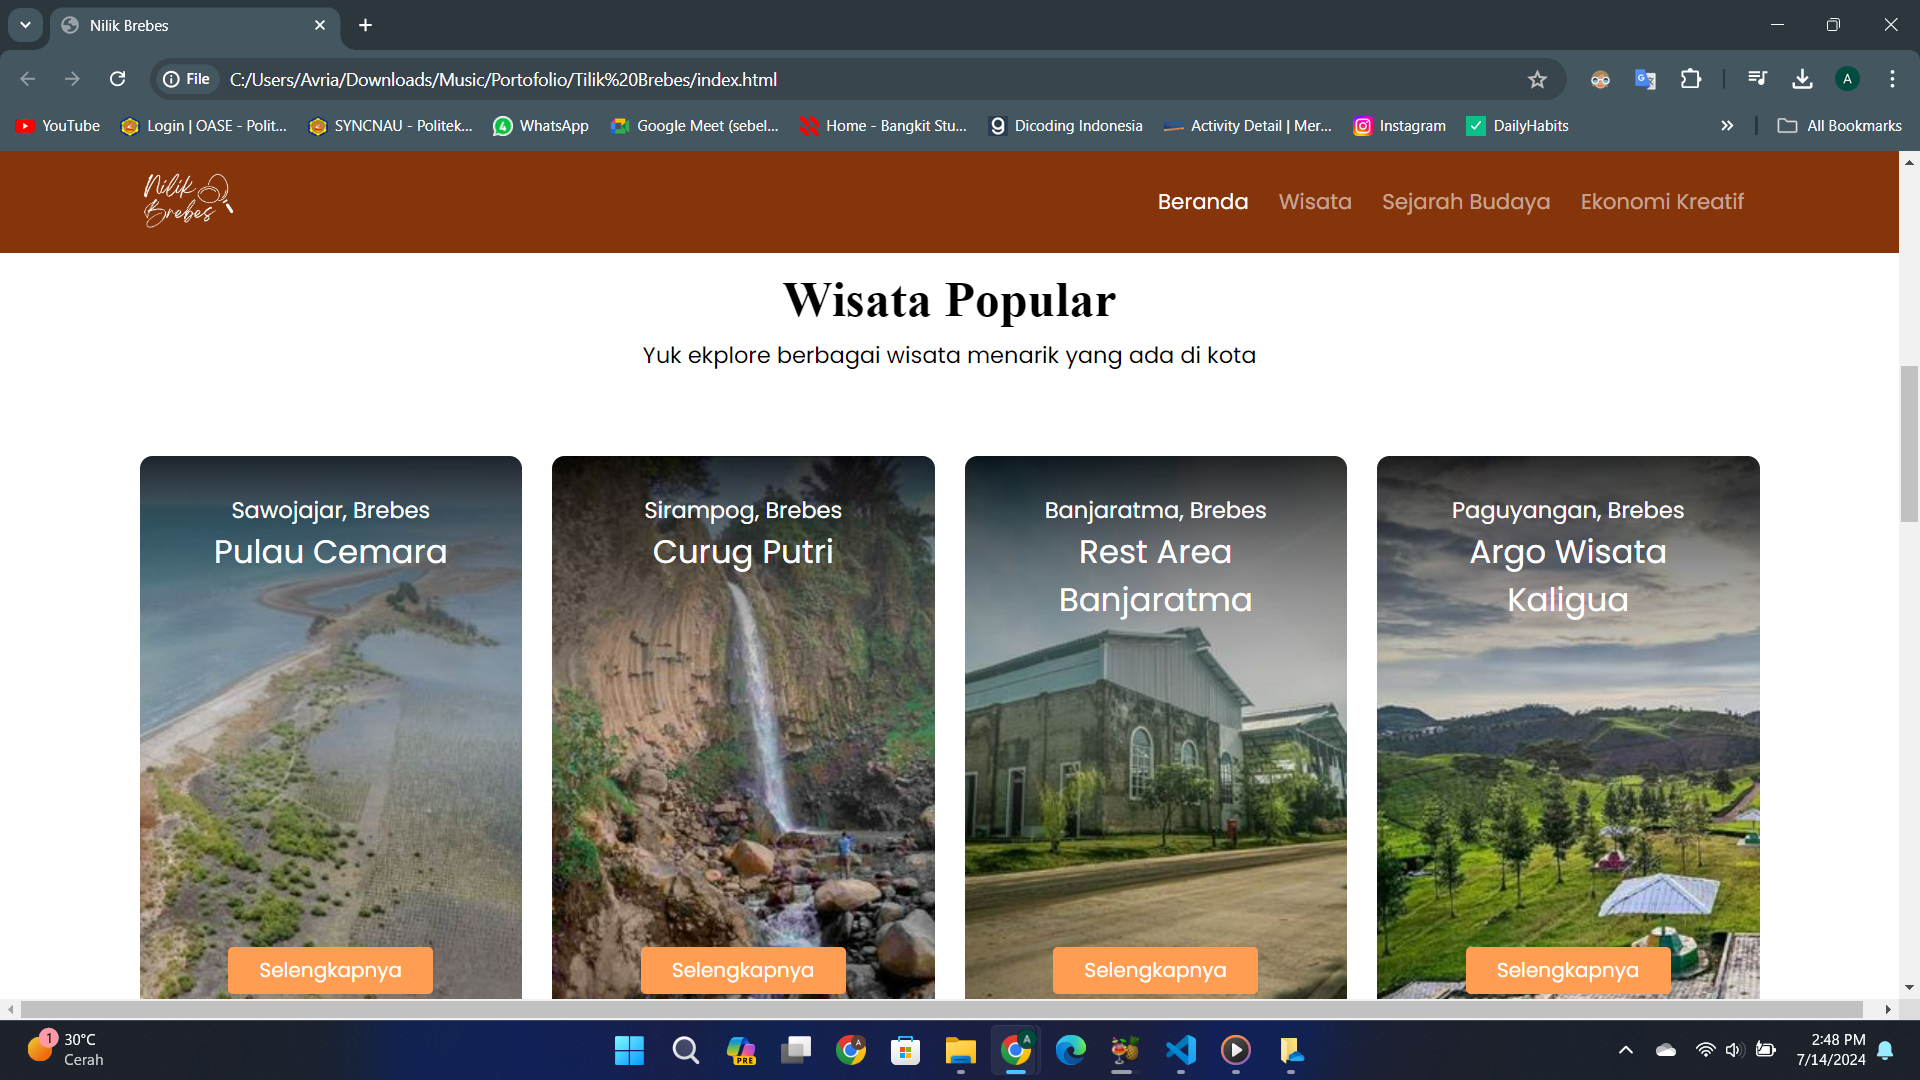 Nilik Brebes
File
C:/Users/Avria/Downloads/Music/Portofolio/Tilik%20Brebes/index.html
A
YouTube
Login | OASE - Polit...
SYNCNAU - Politek...
4
WhatsApp
Google Meet (sebel...
Home - Bangkit Stu...
Dicoding Indonesia
Activity Detail | Mer...
Instagram
DailyHabits
All Bookmarks
Nilik
Brebes
Beranda
Wisata
Sejarah Budaya
Ekonomi Kreatif
Wisata Popular
Yuk ekplore berbagai wisata menarik yang ada di kota
Sawojajar, Brebes
Pulau Cemara
Selengkapnya
Sirampog, Brebes
Curug Putri
Selengkapnya
Banjaratma, Brebes
Rest Area
Banjaratma
Selengkapnya
Paguyangan, Brebes
Argo Wisata
Kaligua
Selengkapnya
1
30°C
Cerah
PRE
A
A
2:48 PM
7/14/2024